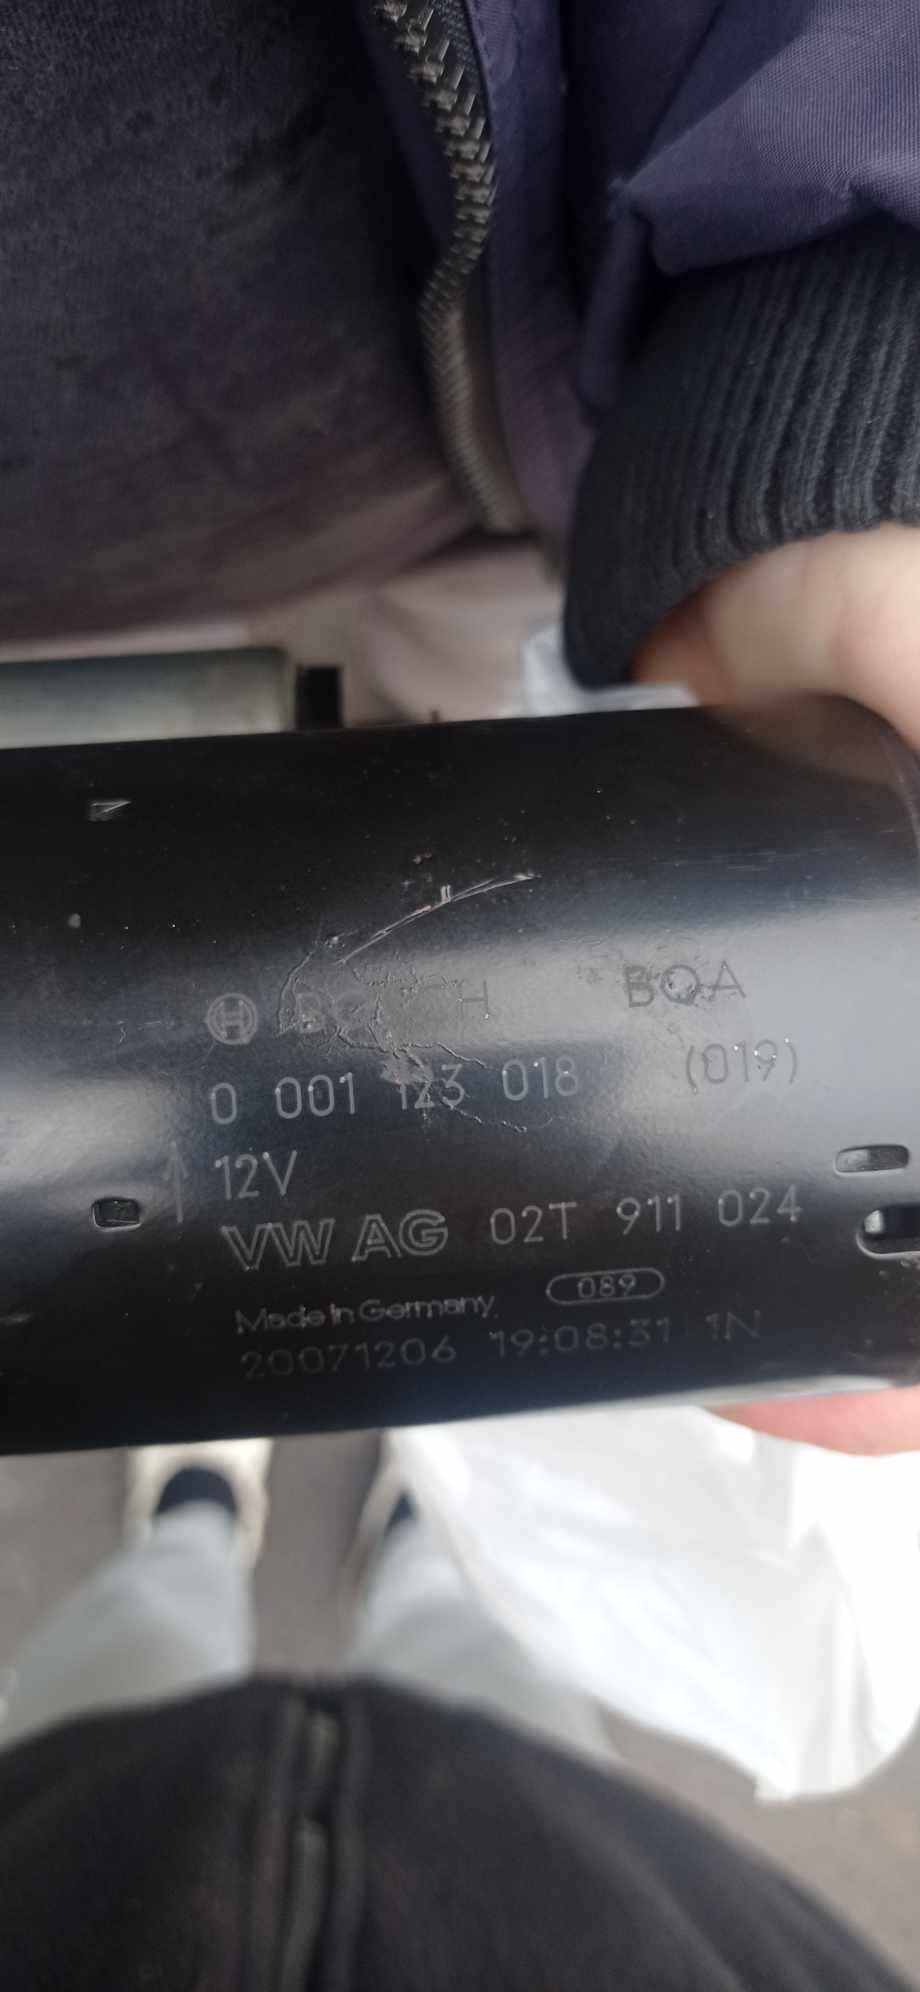 BOSCH BQA
0 001 123 018 (019)
12V
VW AG 02T 911 024
Made in Germany 089
20071206 19:08:31 1N